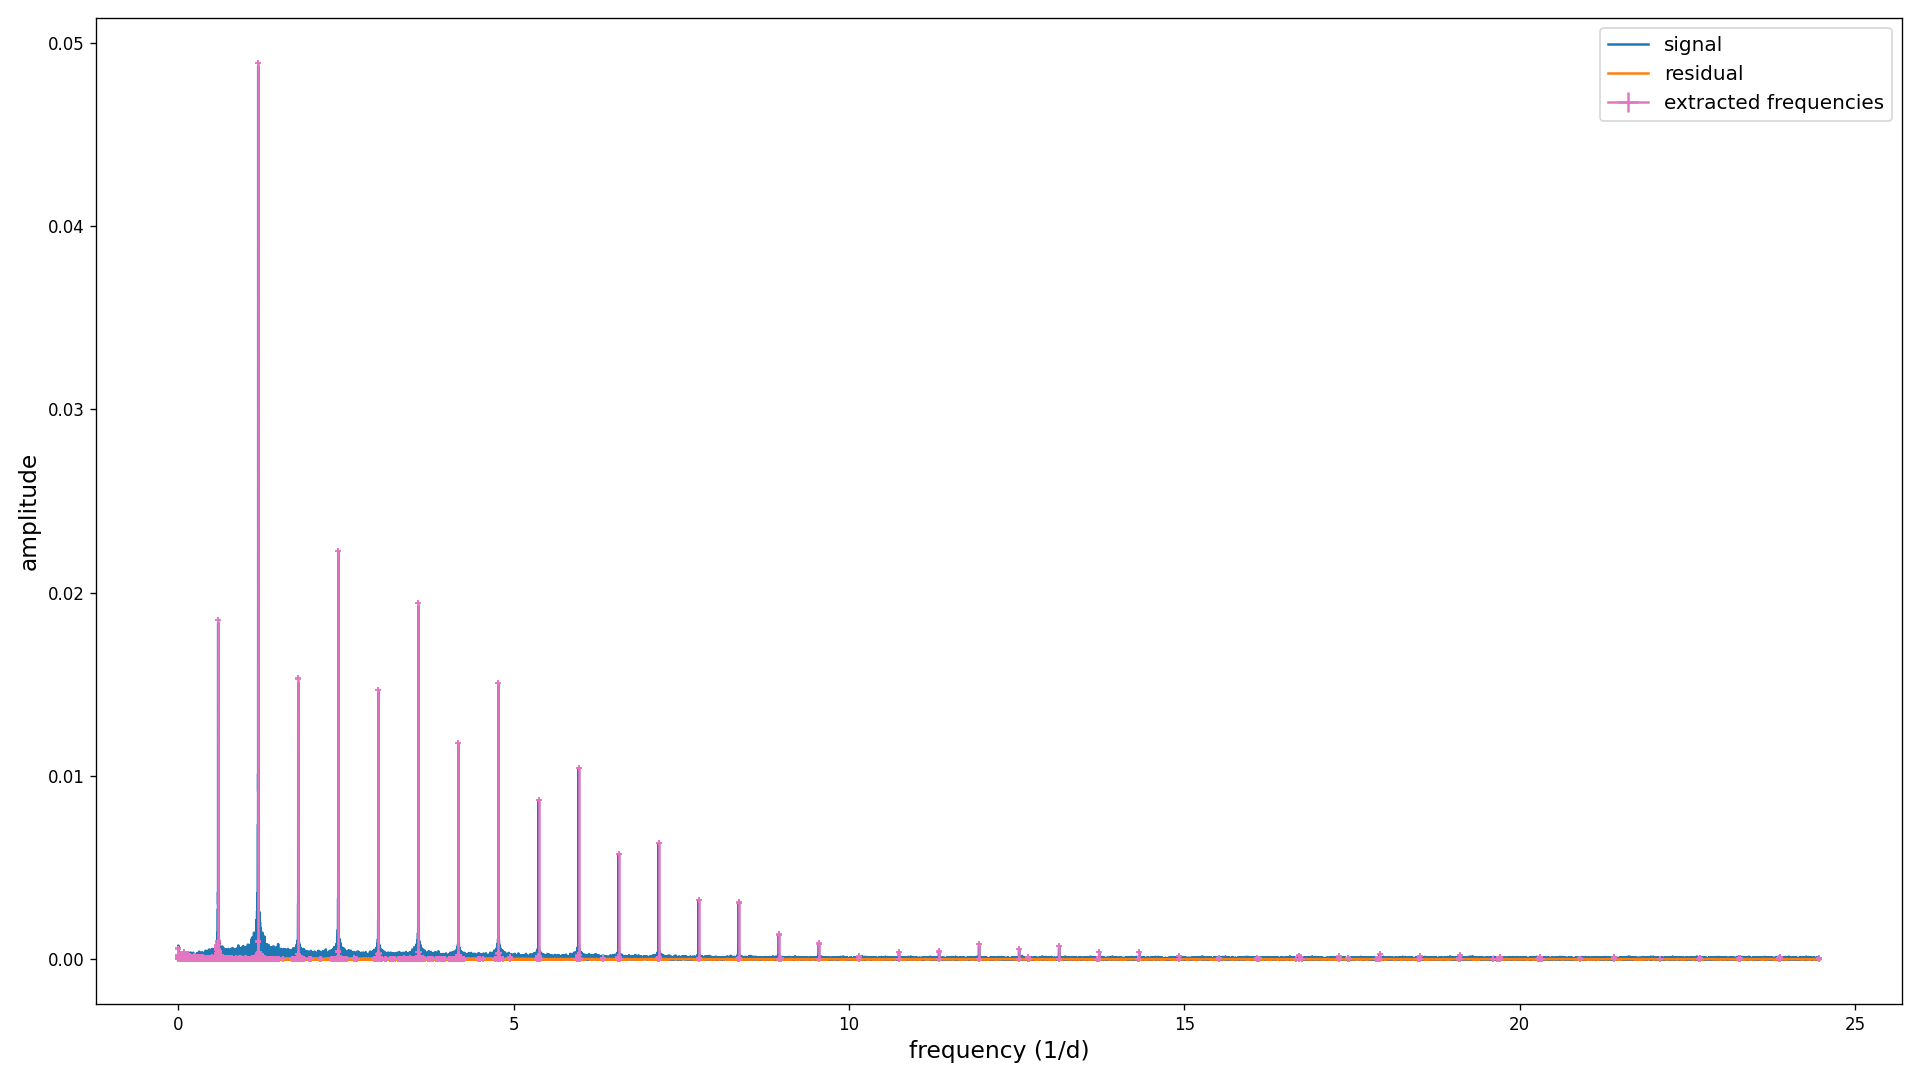 signal
residual
extracted frequencies
amplitude
0.05
0.04
0.03
0.02
0.01
0.00
0 5 10 15 20 25
frequency (1/d)